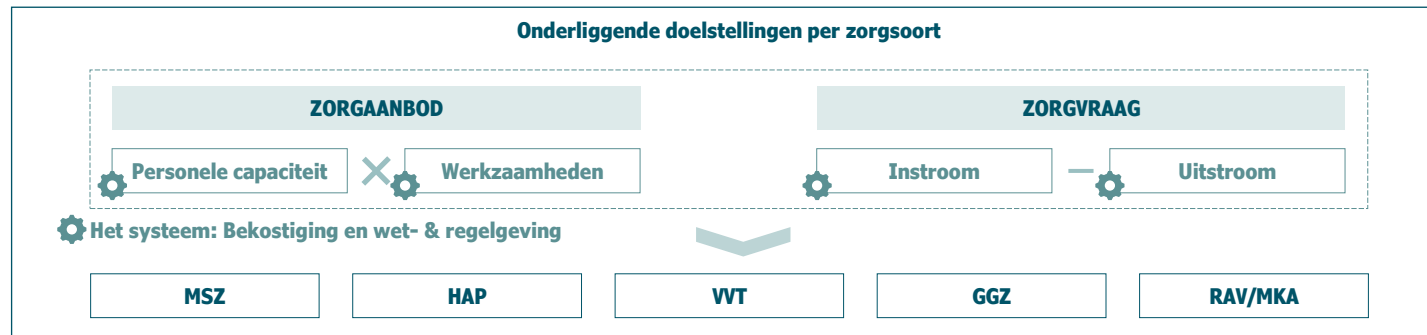 Onderliggende doelstellingen per zorgsoort
ZORGAANBOD
ZORGVRAAG
Personele capaciteit × Werkzaamheden
Instroom – Uitstroom
Het systeem: Bekostiging en wet- & regelgeving
MSZ
HAP
VVT
GGZ
RAV/MKA